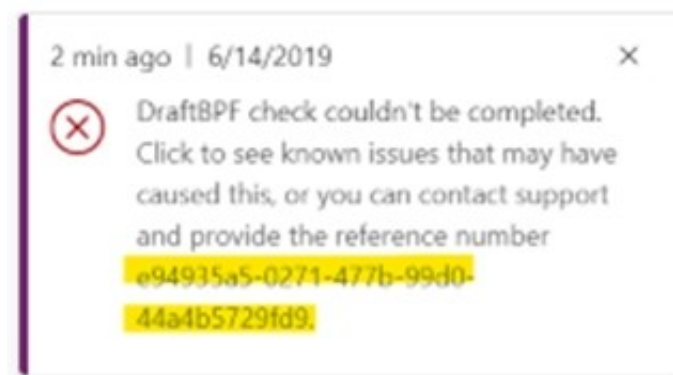 2 min ago | 6/14/2019
DraftBPF check couldn't be completed.
Click to see known issues that may have
caused this, or you can contact support
and provide the reference number
e94935a5-0271-477b-99d0-
44a4b5729fd9.